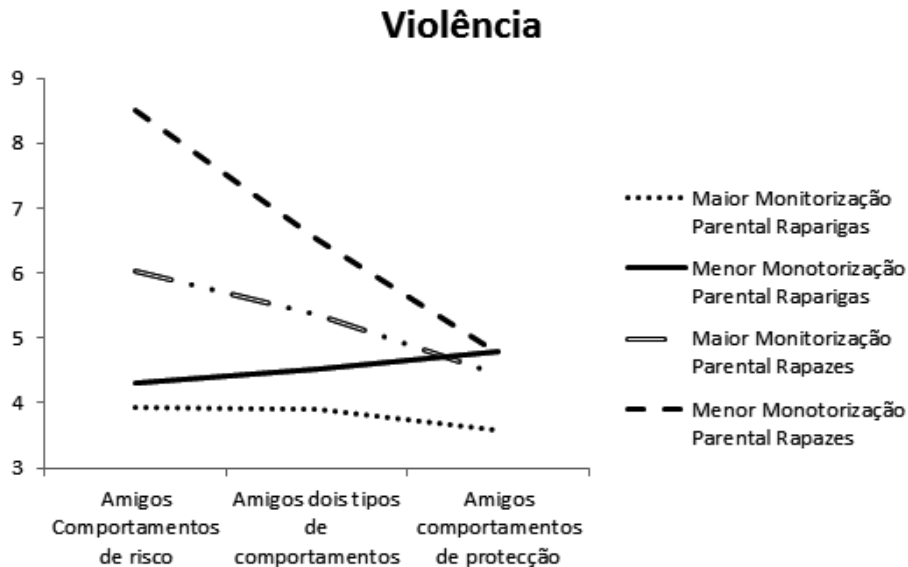 Violência
9
8
7
6
5
4
3
Amigos
Comportamentos
de risco
Amigos dois tipos
de
comportamentos
Amigos
comportamentos
de protecção
Maior Monitorização
Parental Raparigas
Menor Monotorização
Parental Raparigas
Maior Monitorização
Parental Rapazes
Menor Monotorização
Parental Rapazes